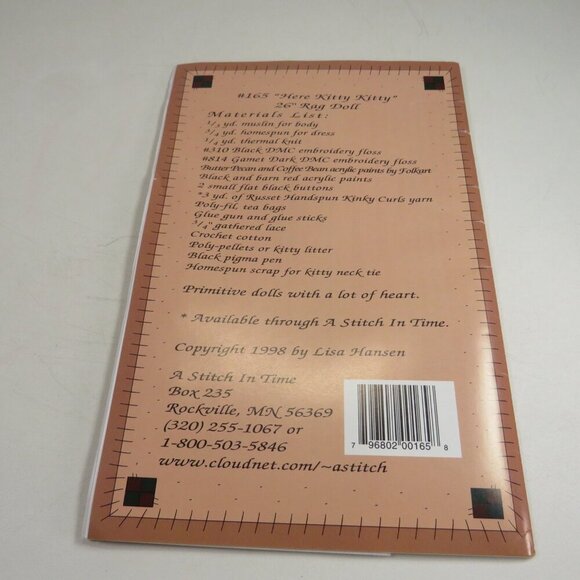 #165 "Here Kitty Kitty"
26" Rag Doll
Materials List:
1/3 yd. muslin for body
3/4 yd. homespun for dress
1/4 yd. thermal knit
#310 Black DMC embroidery floss
#814 Garnet Dark DMC embroidery floss
Butter Pecan and Coffee Bean acrylic paints by Folkart
Black and barn red acrylic paints
2 small flat black buttons
*3 yd. of Russet Handspun Kinky Curls yarn
Poly-fil, tea bags
Glue gun and glue sticks
3/4" gathered lace
Crochet cotton
Poly-pellets or kitty litter
Black pigma pen
Homespun scrap for kitty neck tie
Primitive dolls with a lot of heart.
* Available through A Stitch In Time.
Copyright 1998 by Lisa Hansen
A Stitch In Time
Box 235
Rockville, MN 56369
(320) 255-1067 or
1-800-503-5846
www.cloudnet.com/~astitch
7 96802 00165 8